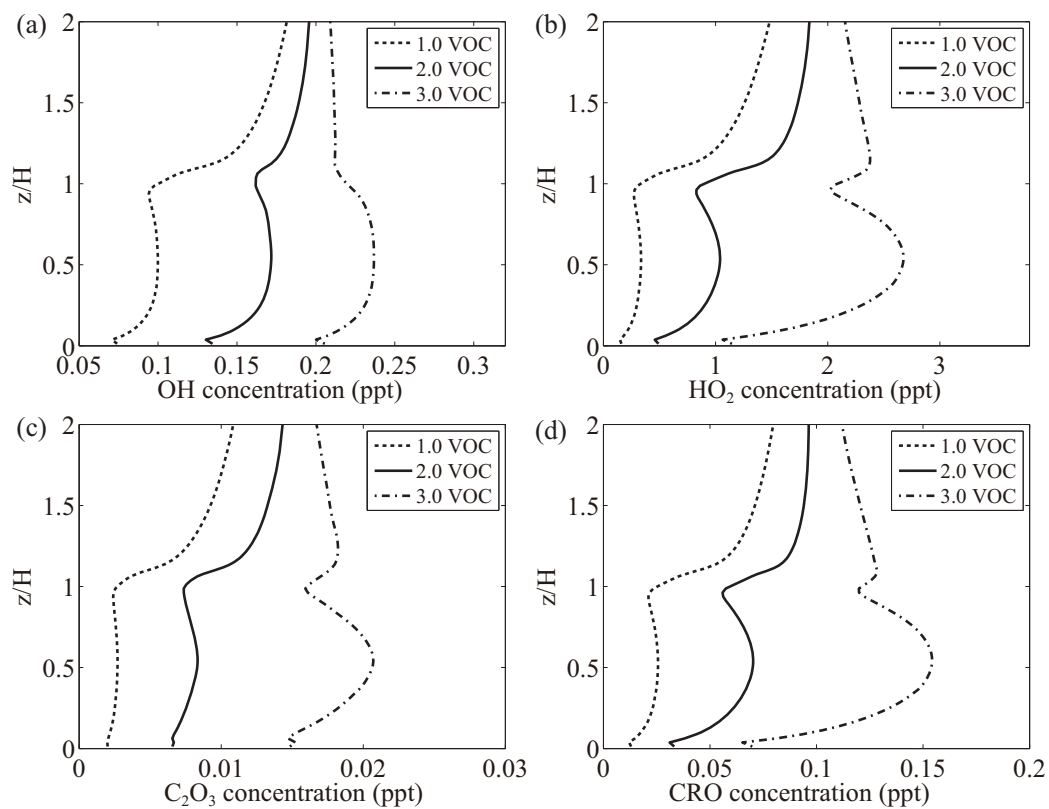 (a)
2
1.5
1
0.5
0
z/H
1.0 VOC
2.0 VOC
3.0 VOC
0.05
0.1
0.15
0.2
0.25
0.3
OH concentration (ppt)
(b)
2
1.5
1
0.5
0
z/H
1.0 VOC
2.0 VOC
3.0 VOC
0
1
2
3
HO₂ concentration (ppt)
(c)
2
1.5
1
0.5
0
z/H
1.0 VOC
2.0 VOC
3.0 VOC
0
0.01
0.02
0.03
C₂O₃ concentration (ppt)
(d)
2
1.5
1
0.5
0
z/H
1.0 VOC
2.0 VOC
3.0 VOC
0
0.05
0.1
0.15
0.2
CRO concentration (ppt)